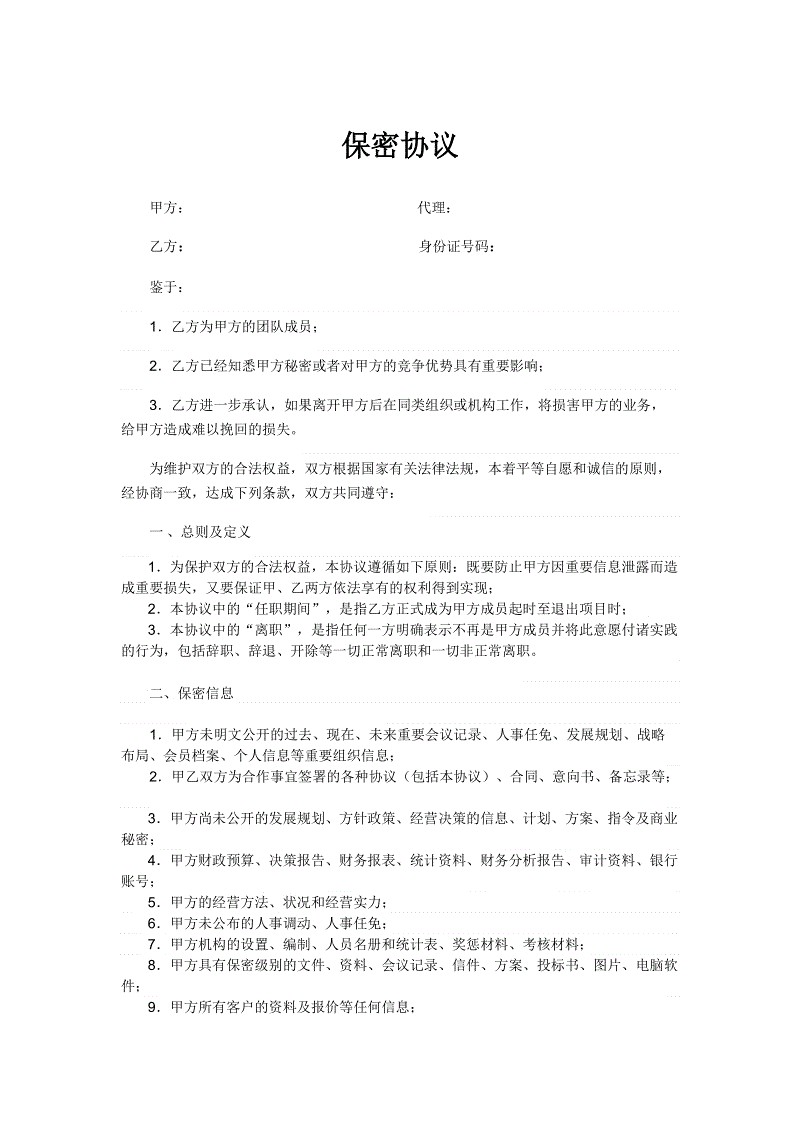 保密协议
甲方： 代理：
乙方： 身份证号码：
鉴于：
1．乙方为甲方的团队成员；
2．乙方已经知悉甲方秘密或者对甲方的竞争优势具有重要影响；
3．乙方进一步承认，如果离开甲方后在同类组织或机构工作，将损害甲方的业务，
给甲方造成难以挽回的损失。
为维护双方的合法权益，双方根据国家有关法律法规，本着平等自愿和诚信的原则，
经协商一致，达成下列条款，双方共同遵守：
一 、总则及定义
1．为保护双方的合法权益，本协议遵循如下原则：既要防止甲方因重要信息泄露而造
成重要损失，又要保证甲、乙两方依法享有的权利得到实现；
2．本协议中的“任职期间”，是指乙方正式成为甲方成员起时至退出项目时；
3．本协议中的“离职”，是指任何一方明确表示不再是甲方成员并将此意愿付诸实践
的行为，包括辞职、辞退、开除等一切正常离职和一切非正常离职。
二、保密信息
1．甲方未明文公开的过去、现在、未来重要会议记录、人事任免、发展规划、战略
布局、会员档案、个人信息等重要组织信息；
2．甲乙双方为合作事宜签署的各种协议（包括本协议）、合同、意向书、备忘录等；
3．甲方尚未公开的发展规划、方针政策、经营决策的信息、计划、方案、指令及商业
秘密；
4．甲方财政预算、决策报告、财务报表、统计资料、财务分析报告、审计资料、银行
账号；
5．甲方的经营方法、状况和经营实力；
6．甲方未公布的人事调动、人事任免；
7．甲方机构的设置、编制、人员名册和统计表、奖惩材料、考核材料；
8．甲方具有保密级别的文件、资料、会议记录、信件、方案、投标书、图片、电脑软
件；
9．甲方所有客户的资料及报价等任何信息；